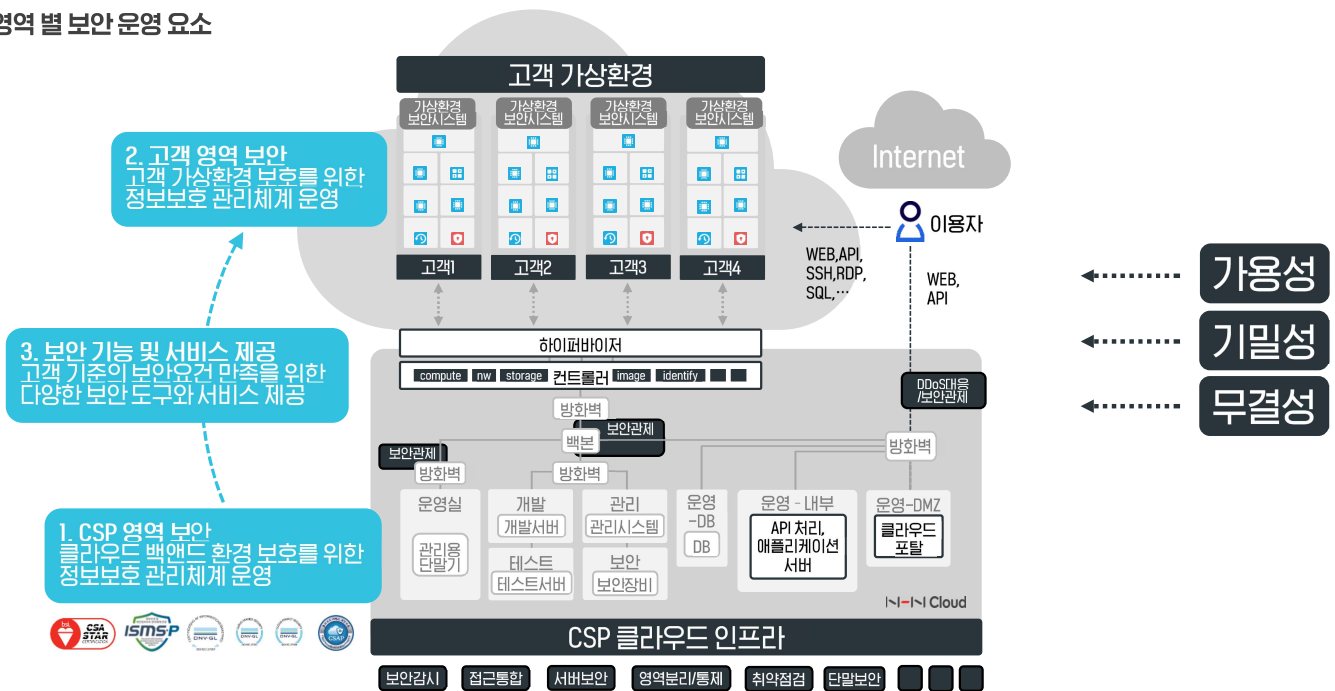 영역 별 보안 운영 요소
고객 가상환경
가상환경
보안시스템
가상환경
보안시스템
가상환경
보안시스템
가상환경
보안시스템
2. 고객 영역 보안
고객 가상환경 보호를 위한
정보보호 관리체계 운영
Internet
이용자
고객1
고객2
고객3
고객4
WEB,API,
SSH,RDP,
SQL,…
WEB,
API
가용성
기밀성
무결성
3. 보안 기능 및 서비스 제공
고객 기준의 보안요건 만족을 위한
다양한 보안 도구와 서비스 제공
하이퍼바이저
compute
nw
storage
컨트롤러
image
identify
DDoS대응
/보안관제
방화벽
보안관제
백본
방화벽
보안관제
방화벽
방화벽
운영실
관리용
단말기
개발
개발서버
테스트
테스트서버
관리
관리시스템
보안
보인장비
운영
-DB
DB
운영 - 내부
API 처리,
애플리케이션
서버
운영-DMZ
클라우드
포탈
1. CSP 영역 보안
클라우드 백앤드 환경 보호를 위한
정보보호 관리체계 운영
NHN Cloud
bsi.
CSA
STAR
ISMS-P
DNV·GL
DNV·GL
DNV·GL
CSAP
CSP 클라우드 인프라
보안감시
접근통합
서버보안
영역분리/통제
취약점검
단말보안